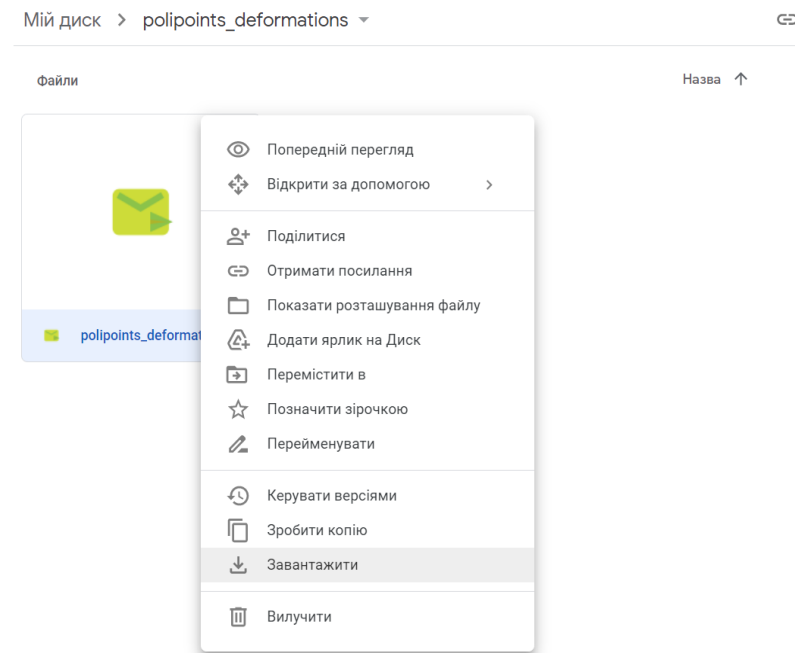 Мій диск > polipoints_deformations
Файли
Назва
polipoints_deformat
Попередній перегляд
Відкрити за допомогою
Поділитися
Отримати посилання
Показати розташування файлу
Додати ярлик на Диск
Перемістити в
Позначити зірочкою
Перейменувати
Керувати версіями
Зробити копію
Завантажити
Вилучити